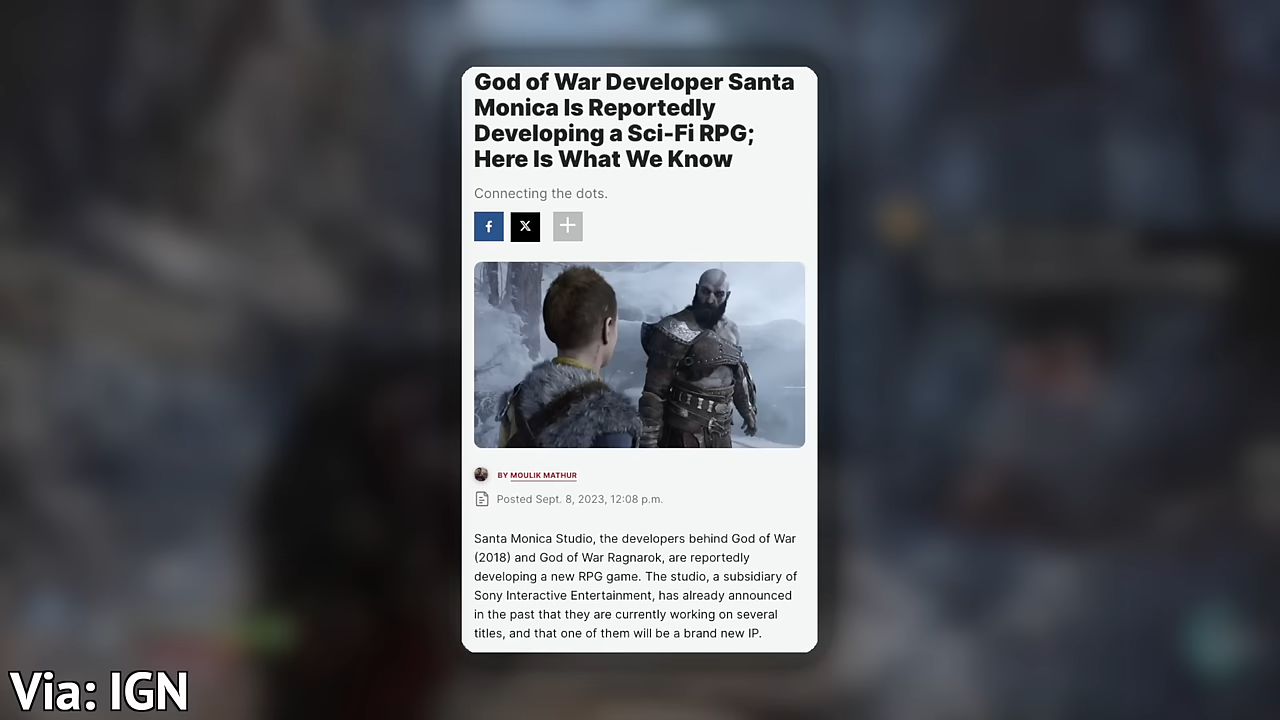 God of War Developer Santa
Monica Is Reportedly
Developing a Sci-Fi RPG;
Here Is What We Know
Connecting the dots.
BY MOULIK MATHUR
Posted Sept. 8, 2023, 12:08 p.m.
Santa Monica Studio, the developers behind God of War
(2018) and God of War Ragnarok, are reportedly
developing a new RPG game. The studio, a subsidiary of
Sony Interactive Entertainment, has already announced
in the past that they are currently working on several
titles, and that one of them will be a brand new IP.
Via: IGN